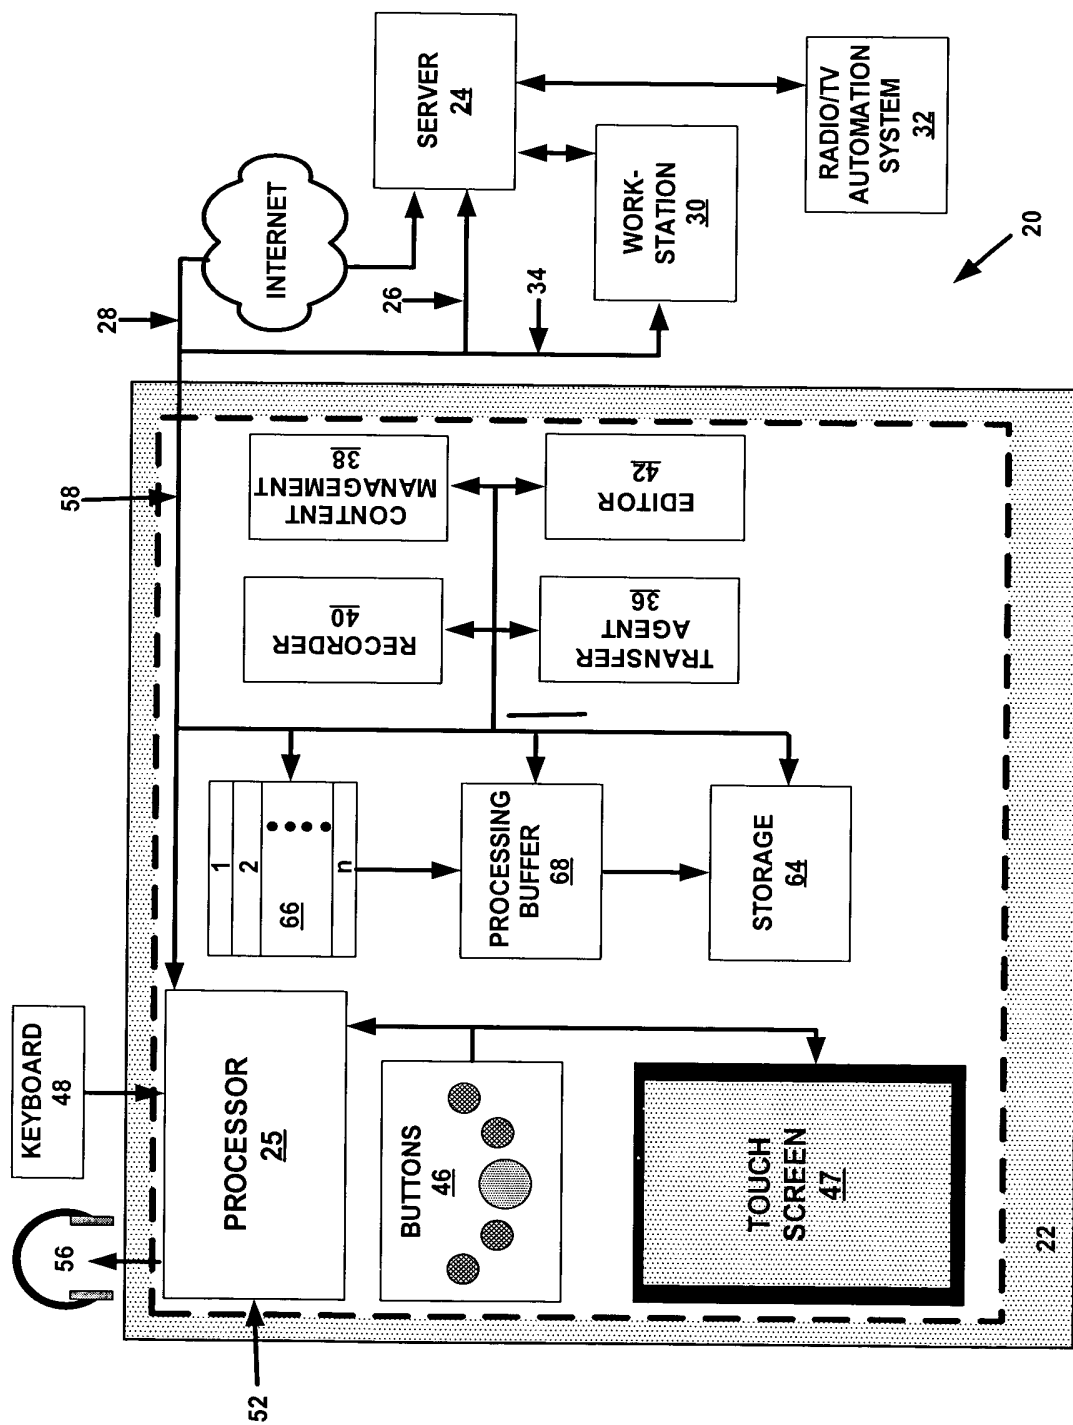 KEYBOARD
48
56
52
PROCESSOR
25
BUTTONS
46
TOUCH
SCREEN
47
22
1
2
66
n
PROCESSING
BUFFER
68
STORAGE
64
RECORDER
40
TRANSFER
AGENT
36
CONTENT
MANAGEMENT
38
EDITOR
42
58
28
INTERNET
26
34
SERVER
24
WORK-
STATION
30
RADIO/TV
AUTOMATION
SYSTEM
32
20